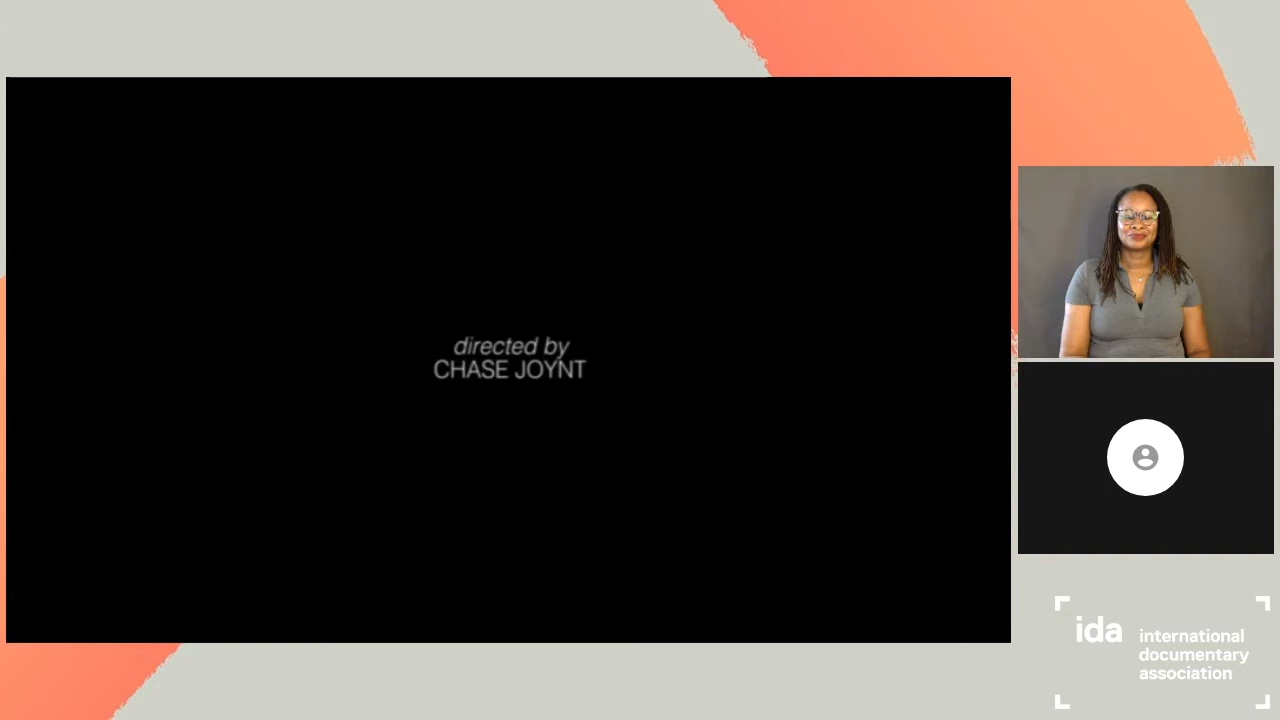 directed by
CHASE JOYNT
ida
international
documentary
association